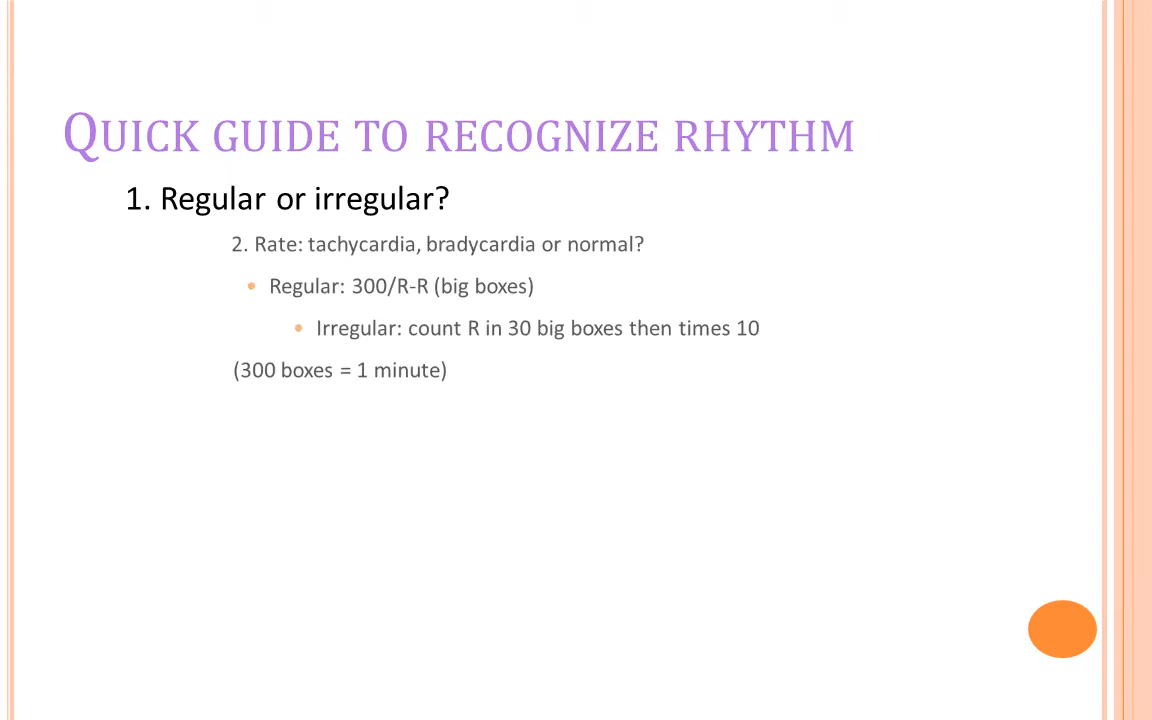 QUICK GUIDE TO RECOGNIZE RHYTHM
1. Regular or irregular?
2. Rate: tachycardia, bradycardia or normal?
• Regular: 300/R-R (big boxes)
• Irregular: count R in 30 big boxes then times 10
(300 boxes = 1 minute)